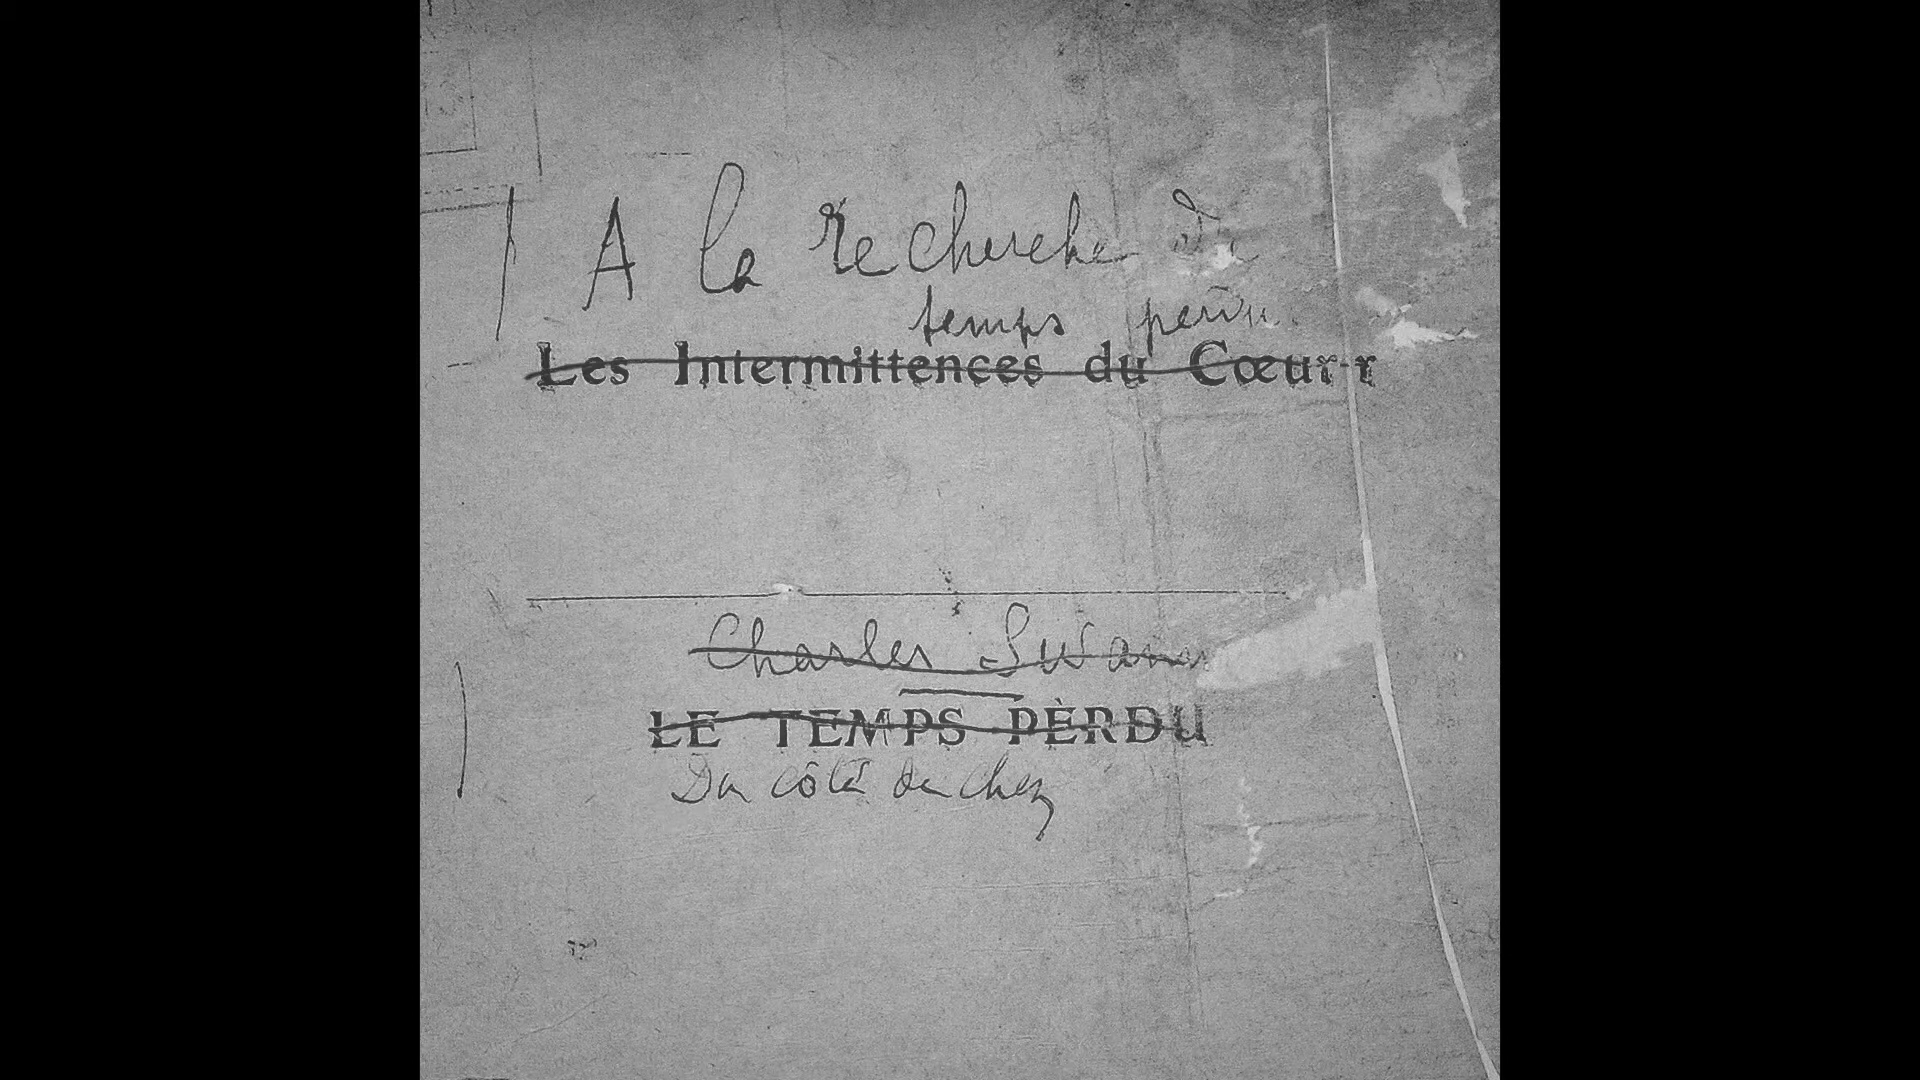 A la recherche du
temps perdu
Les Intermittences du Cœur r
Charles Swann
LE TEMPS PERDU
Du côté de chez